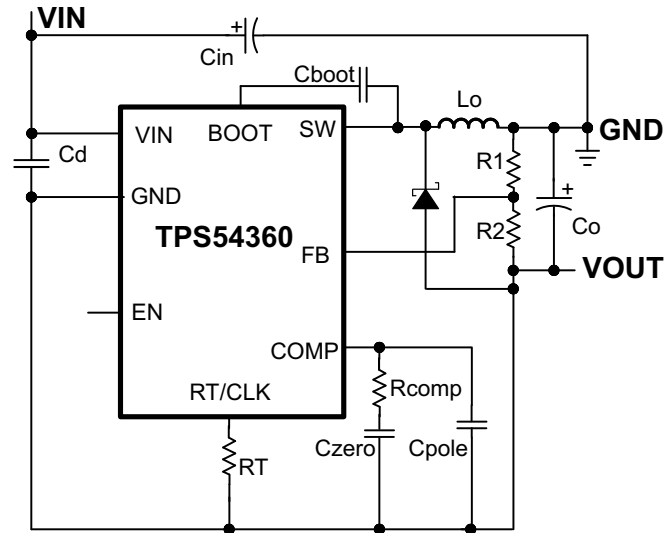 VIN
+
Cin
Cboot
Lo
VIN
BOOT
SW
GND
Cd
R1
GND
+
TPS54360
R2
Co
FB
VOUT
EN
COMP
RT/CLK
Rcomp
RT
Czero
Cpole